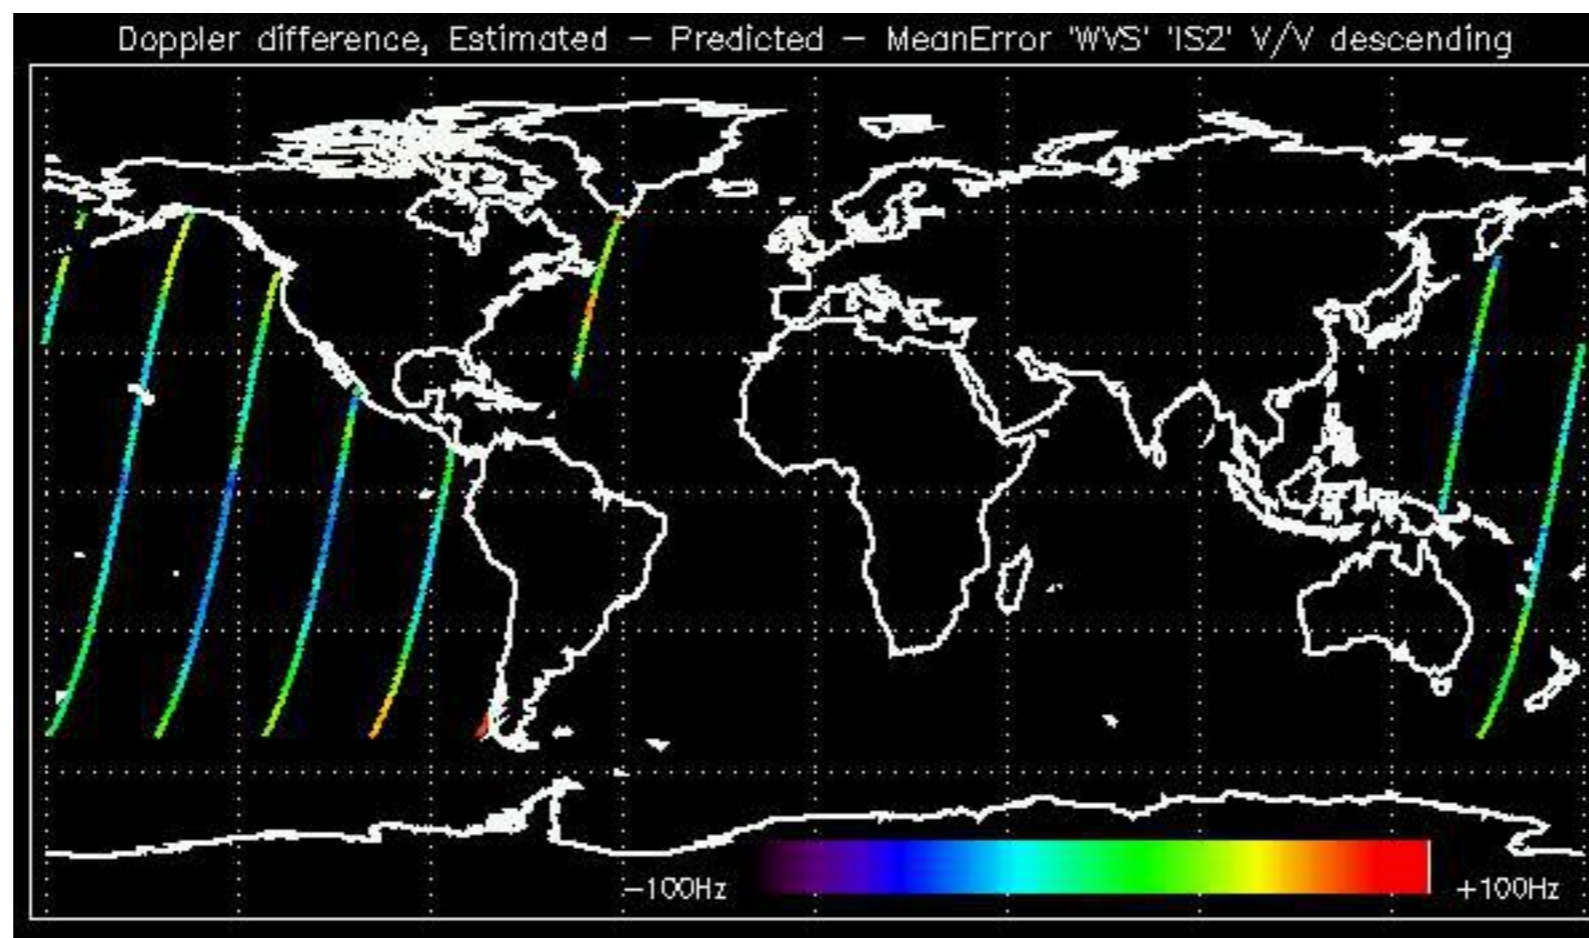 Doppler difference, Estimated - Predicted - MeanError 'WVS' 'IS2' V/V descending
-100Hz
+100Hz